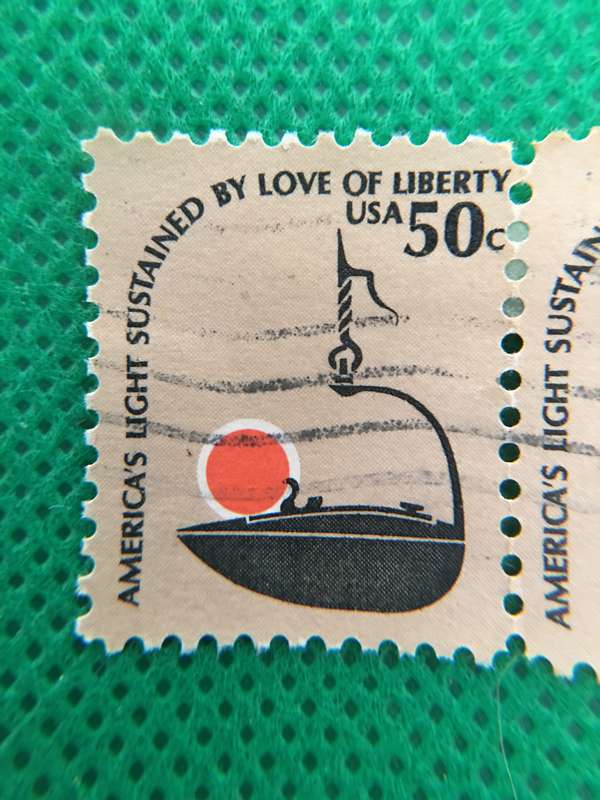 AMERICA'S LIGHT SUSTAINED BY LOVE OF LIBERTY
USA 50c
AMERICA'S LIGHT SUSTAIN